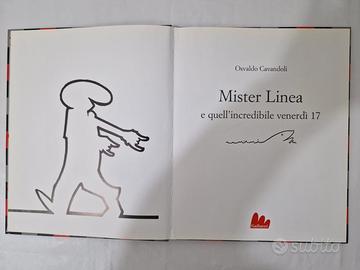 Osvaldo Cavandoli
Mister Linea
e quell'incredibile venerdì 17
Gallucci
subito